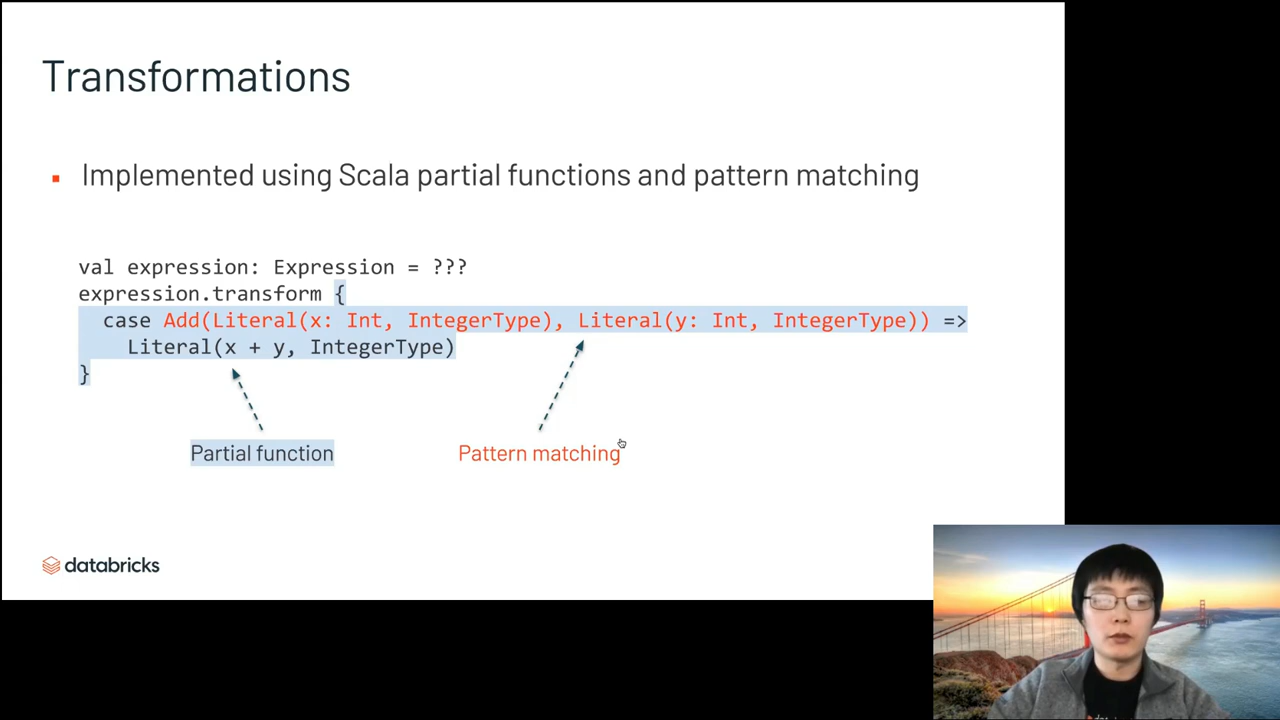 Transformations
Implemented using Scala partial functions and pattern matching
val expression: Expression = ???
expression.transform {
case Add(Literal(x: Int, IntegerType), Literal(y: Int, IntegerType)) =>
Literal(x + y, IntegerType)
}
Partial function
Pattern matching
databricks